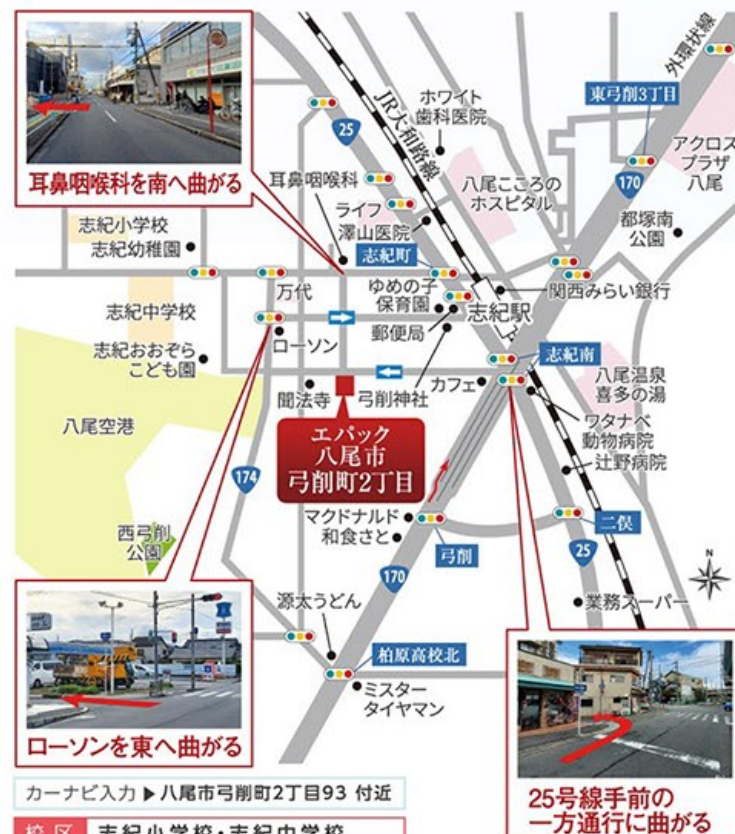 外環状線
東弓削3丁目
25
JR大和路線
ホワイト
歯科医院
170
アクロス
プラザ
八尾
耳鼻咽喉科を南へ曲がる
耳鼻咽喉科
ライフ
澤山医院
八尾こころの
ホスピタル
都塚南
公園
志紀小学校
志紀幼稚園
志紀町
万代
ゆめの子
保育園
関西みらい銀行
志紀中学校
郵便局
志紀駅
ローソン
志紀南
志紀おおぞら
こども園
カフェ
八尾温泉
喜多の湯
聞法寺
弓削神社
八尾空港
エパック
八尾市
弓削町2丁目
ワタナベ
動物病院
辻野病院
174
西弓削
公園
マクドナルド
和食さと
弓削
二俣
25
170
N
源太うどん
業務スーパー
柏原高校北
ミスター
タイヤマン
ローソンを東へ曲がる
25号線手前の
一方通行に曲がる
カーナビ入力▶八尾市弓削町2丁目93 付近
校区 志紀小学校・志紀中学校